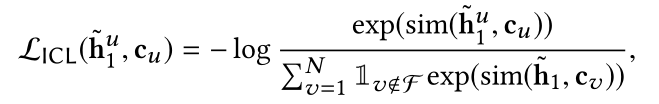 $\mathcal{L}_{\mathsf{ICL}}(\tilde{\mathbf{h}}_1^u, \mathbf{c}_u) = -\log \frac{\exp(\mathrm{sim}(\tilde{\mathbf{h}}_1^u, \mathbf{c}_u))}{\sum_{v=1}^{N} \mathbb{1}_{v \notin \mathcal{F}} \exp(\mathrm{sim}(\tilde{\mathbf{h}}_1, \mathbf{c}_v))},$